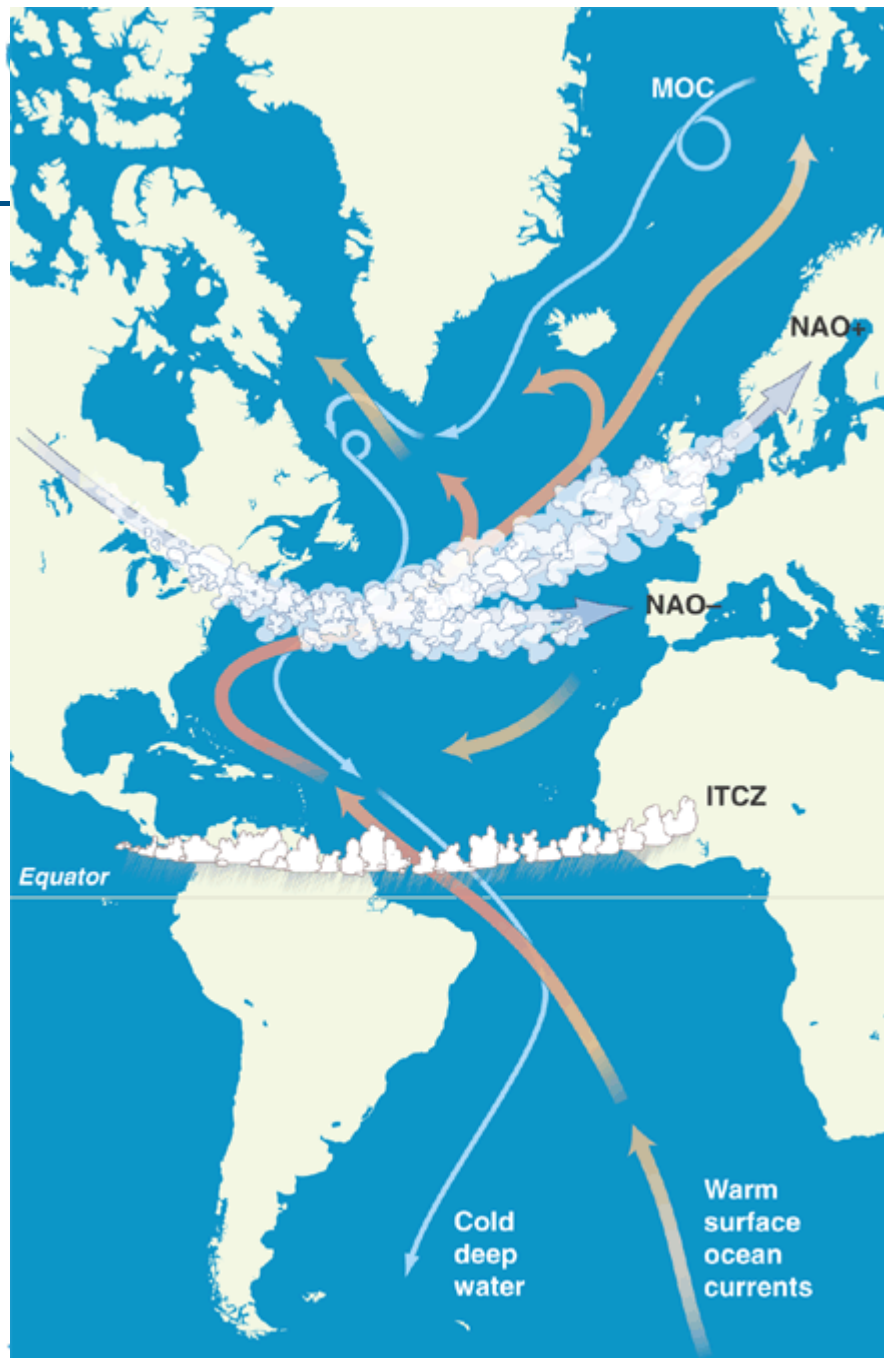 MOC
NAO+
NAO–
ITCZ
Equator
Cold
deep
water
Warm
surface
ocean
currents